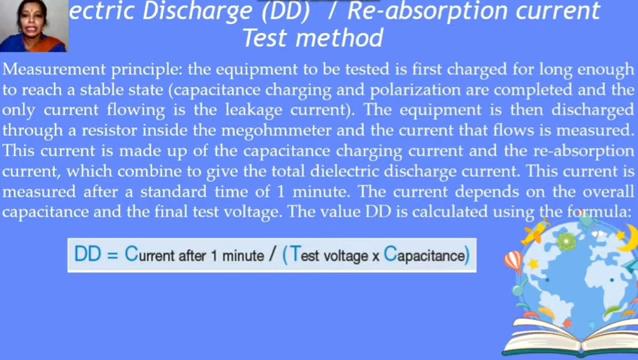 ectric Discharge (DD) / Re-absorption current
Test method
Measurement principle: the equipment to be tested is first charged for long enough
to reach a stable state (capacitance charging and polarization are completed and the
only current flowing is the leakage current). The equipment is then discharged
through a resistor inside the megohmmeter and the current that flows is measured.
This current is made up of the capacitance charging current and the re-absorption
current, which combine to give the total dielectric discharge current. This current is
measured after a standard time of 1 minute. The current depends on the overall
capacitance and the final test voltage. The value DD is calculated using the formula:
DD = Current after 1 minute / (Test voltage x Capacitance)